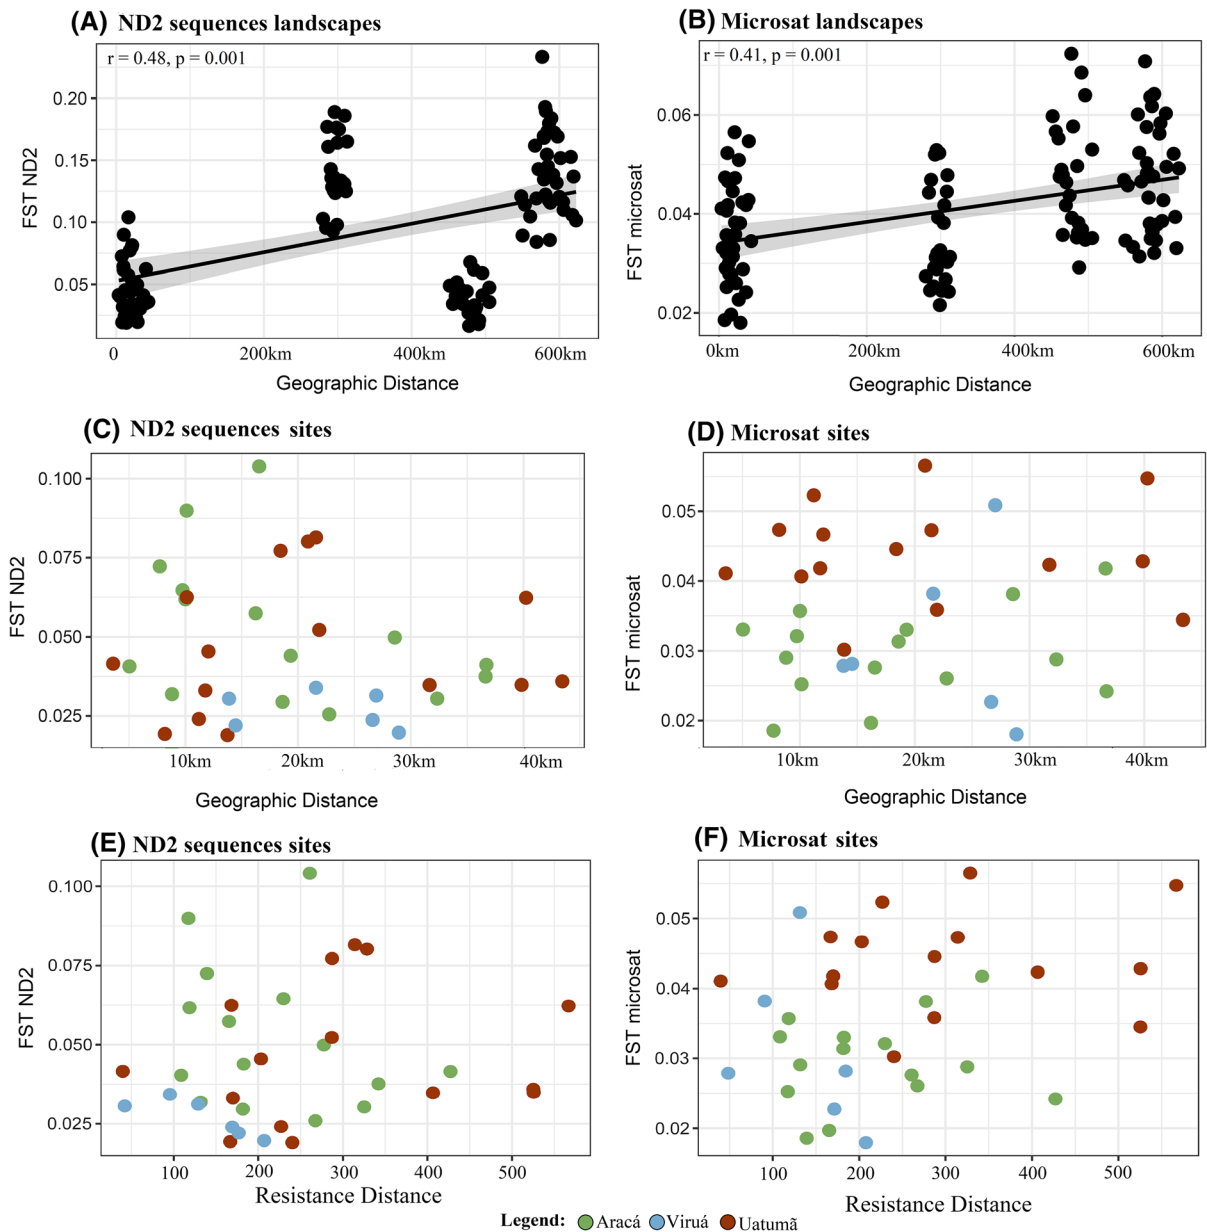 (A) ND2 sequences landscapes
r = 0.48, p = 0.001
FST ND2
0.20
0.15
0.10
0.05
0
200km
400km
600km
Geographic Distance
(B) Microsat landscapes
r = 0.41, p = 0.001
FST microsat
0.06
0.04
0.02
0km
200km
400km
600km
Geographic Distance
(C) ND2 sequences sites
FST ND2
0.100
0.075
0.050
0.025
10km
20km
30km
40km
Geographic Distance
(D) Microsat sites
FST microsat
0.05
0.04
0.03
0.02
10km
20km
30km
40km
Geographic Distance
(E) ND2 sequences sites
FST ND2
0.100
0.075
0.050
0.025
100
200
300
400
500
Resistance Distance
(F) Microsat sites
FST microsat
0.05
0.04
0.03
0.02
100
200
300
400
500
Resistance Distance
Legend: Aracá Viruá Uatumã